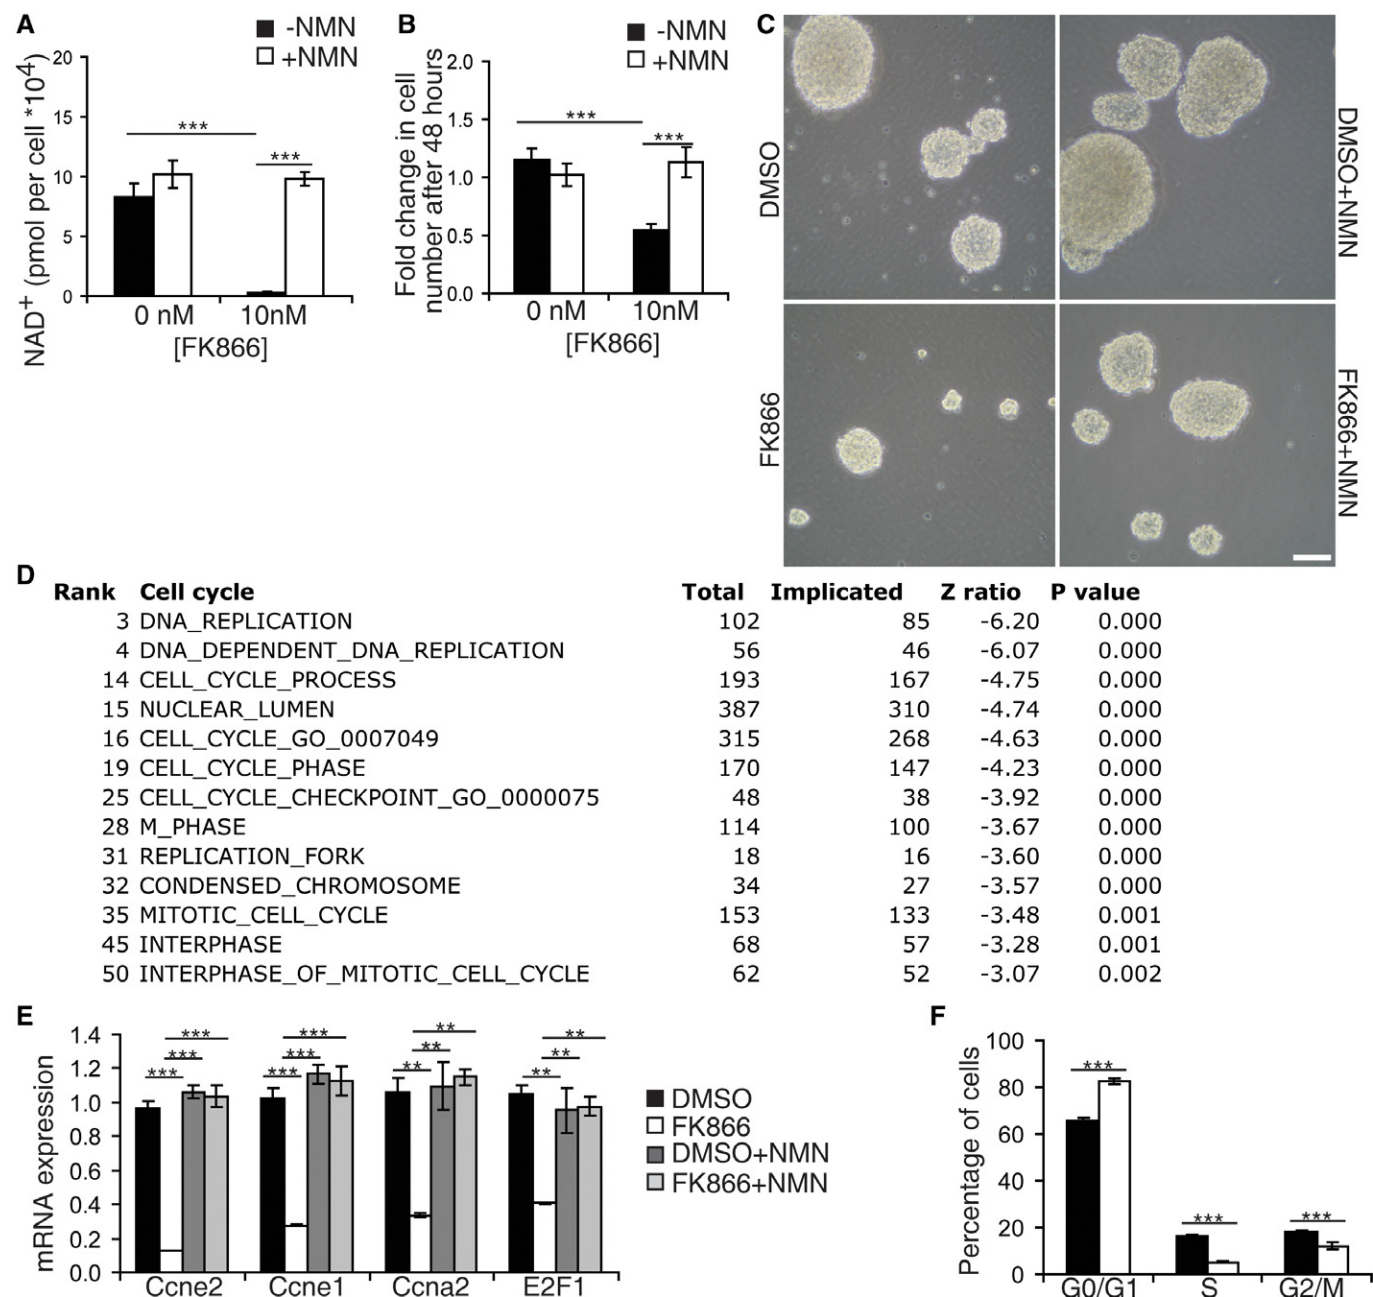 A
-NMN
+NMN
NAD+ (pmol per cell *10⁴)
20
15
10
5
0
***
***
0 nM
10nM
[FK866]
B
-NMN
+NMN
Fold change in cell
number after 48 hours
2.0
1.5
1.0
0.5
0.0
***
***
0 nM
10nM
[FK866]
C
DMSO
DMSO+NMN
FK866
FK866+NMN
D
Rank Cell cycle Total Implicated Z ratio P value
3 DNA_REPLICATION 102 85 -6.20 0.000
4 DNA_DEPENDENT_DNA_REPLICATION 56 46 -6.07 0.000
14 CELL_CYCLE_PROCESS 193 167 -4.75 0.000
15 NUCLEAR_LUMEN 387 310 -4.74 0.000
16 CELL_CYCLE_GO_0007049 315 268 -4.63 0.000
19 CELL_CYCLE_PHASE 170 147 -4.23 0.000
25 CELL_CYCLE_CHECKPOINT_GO_0000075 48 38 -3.92 0.000
28 M_PHASE 114 100 -3.67 0.000
31 REPLICATION_FORK 18 16 -3.60 0.000
32 CONDENSED_CHROMOSOME 34 27 -3.57 0.000
35 MITOTIC_CELL_CYCLE 153 133 -3.48 0.001
45 INTERPHASE 68 57 -3.28 0.001
50 INTERPHASE_OF_MITOTIC_CELL_CYCLE 62 52 -3.07 0.002
E
mRNA expression
1.4
1.2
1.0
0.8
0.6
0.4
0.2
0.0
***
***
***
***
***
***
**
**
**
**
**
**
Ccne2
Ccne1
Ccna2
E2F1
DMSO
FK866
DMSO+NMN
FK866+NMN
F
Percentage of cells
100
80
60
40
20
0
***
***
***
G0/G1
S
G2/M